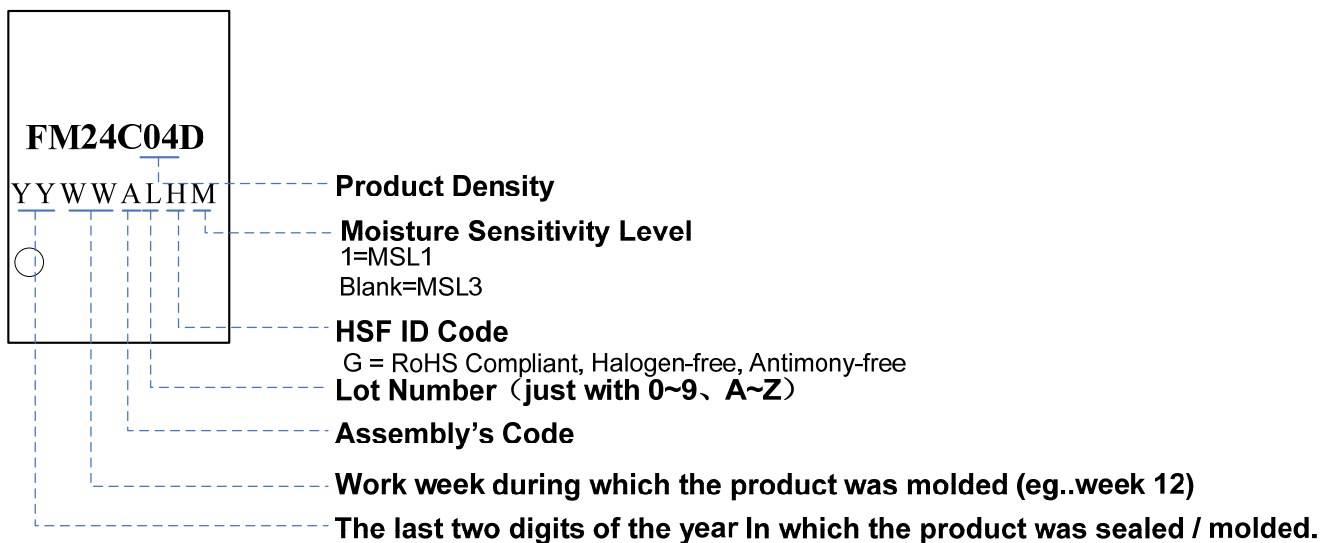 FM24C04D
YYWWALHM
Product Density
Moisture Sensitivity Level
1=MSL1
Blank=MSL3
HSF ID Code
G = RoHS Compliant, Halogen-free, Antimony-free
Lot Number（just with 0~9、A~Z）
Assembly's Code
Work week during which the product was molded (eg..week 12)
The last two digits of the year In which the product was sealed / molded.